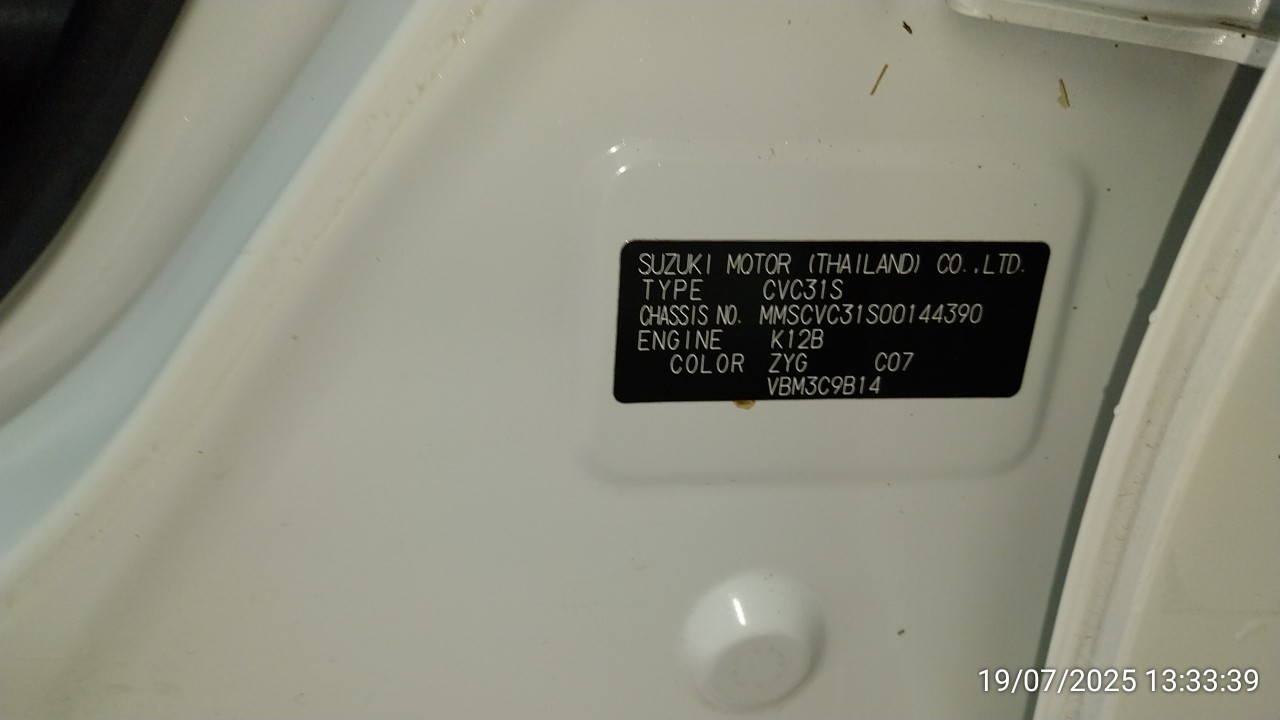 SUZUKI MOTOR (THAILAND) CO.,LTD.
TYPE CVC31S
CHASSIS NO. MMSCVC31S00144390
ENGINE K12B
COLOR ZYG C07
VBM3C9B14
19/07/2025 13:33:39